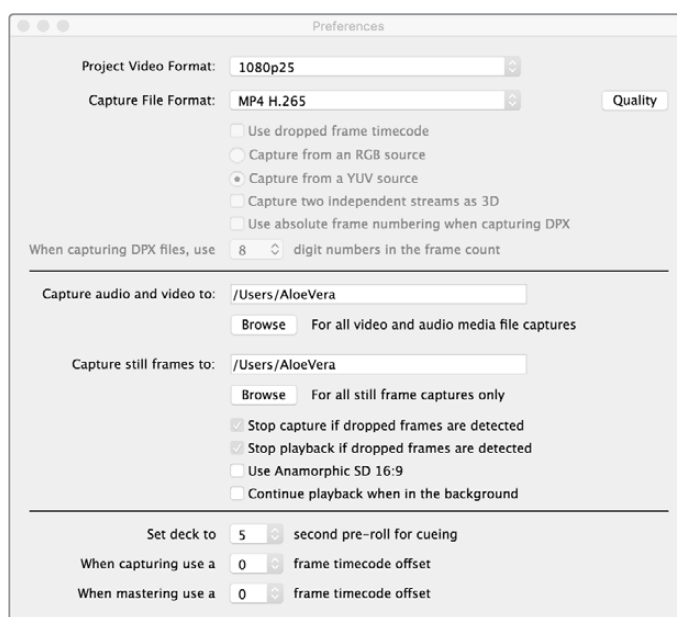 Preferences
Project Video Format: 1080p25
Capture File Format: MP4 H.265 Quality
Use dropped frame timecode
Capture from an RGB source
Capture from a YUV source
Capture two independent streams as 3D
Use absolute frame numbering when capturing DPX
When capturing DPX files, use 8 digit numbers in the frame count
Capture audio and video to: /Users/AloeVera
Browse For all video and audio media file captures
Capture still frames to: /Users/AloeVera
Browse For all still frame captures only
Stop capture if dropped frames are detected
Stop playback if dropped frames are detected
Use Anamorphic SD 16:9
Continue playback when in the background
Set deck to 5 second pre-roll for cueing
When capturing use a 0 frame timecode offset
When mastering use a 0 frame timecode offset